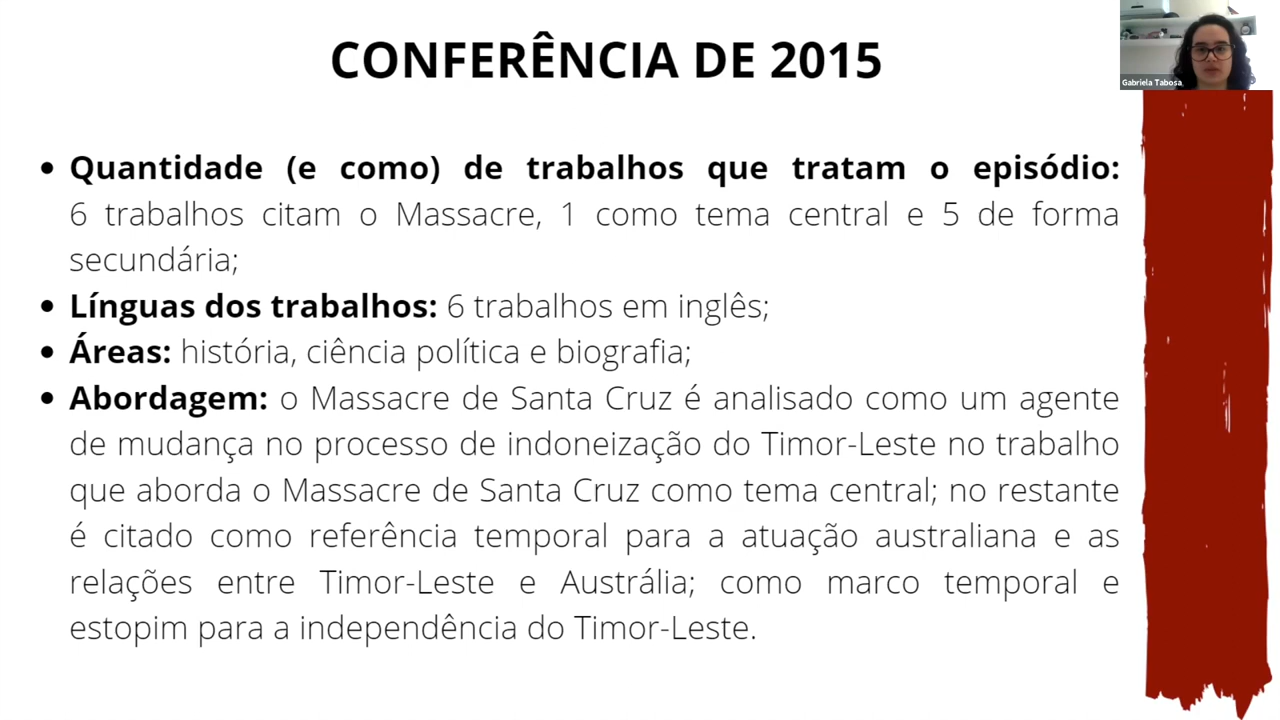 CONFERÊNCIA DE 2015
Gabriela Tabosa
• Quantidade (e como) de trabalhos que tratam o episódio:
6 trabalhos citam o Massacre, 1 como tema central e 5 de forma
secundária;
• Línguas dos trabalhos: 6 trabalhos em inglês;
• Áreas: história, ciência política e biografia;
• Abordagem: o Massacre de Santa Cruz é analisado como um agente
de mudança no processo de indoneização do Timor-Leste no trabalho
que aborda o Massacre de Santa Cruz como tema central; no restante
é citado como referência temporal para a atuação australiana e as
relações entre Timor-Leste e Austrália; como marco temporal e
estopim para a independência do Timor-Leste.